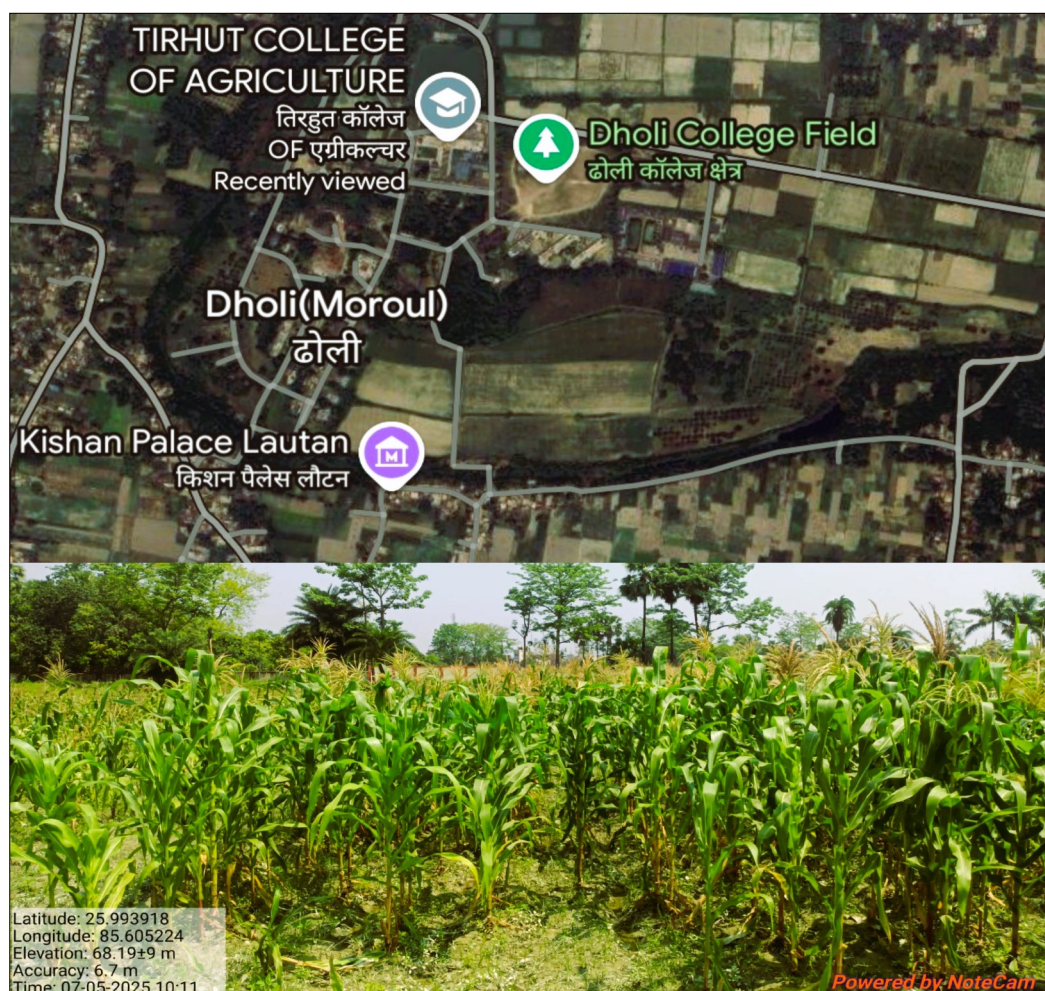 TIRHUT COLLEGE
OF AGRICULTURE
तिरहुत कॉलेज
OF एग्रीकल्चर
Recently viewed
Dholi College Field
ढोली कॉलेज क्षेत्र
Dholi(Moroul)
ढोली
Kishan Palace Lautan
किशन पैलेस लौटन
M
Latitude: 25.993918
Longitude: 85.605224
Elevation: 68.19±9 m
Accuracy: 6.7 m
Time: 07-05-2025 10:11
Powered by NoteCam